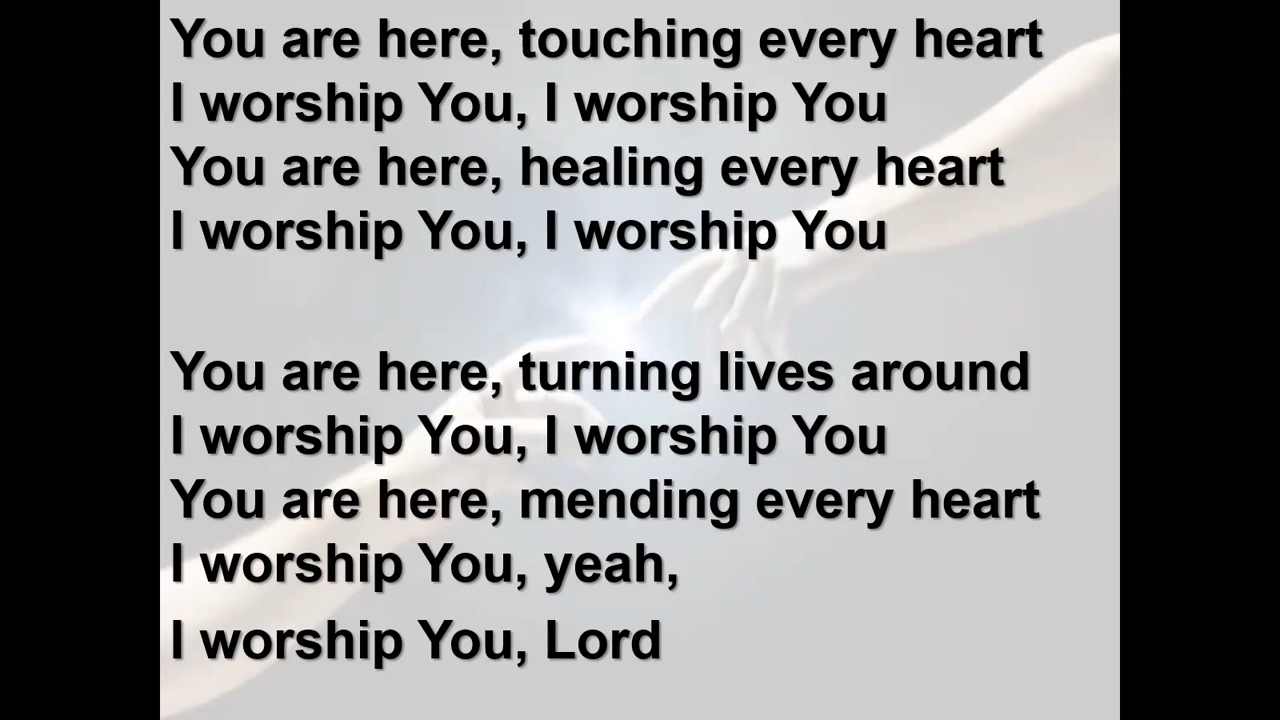 You are here, touching every heart
I worship You, I worship You
You are here, healing every heart
I worship You, I worship You
You are here, turning lives around
I worship You, I worship You
You are here, mending every heart
I worship You, yeah,
I worship You, Lord